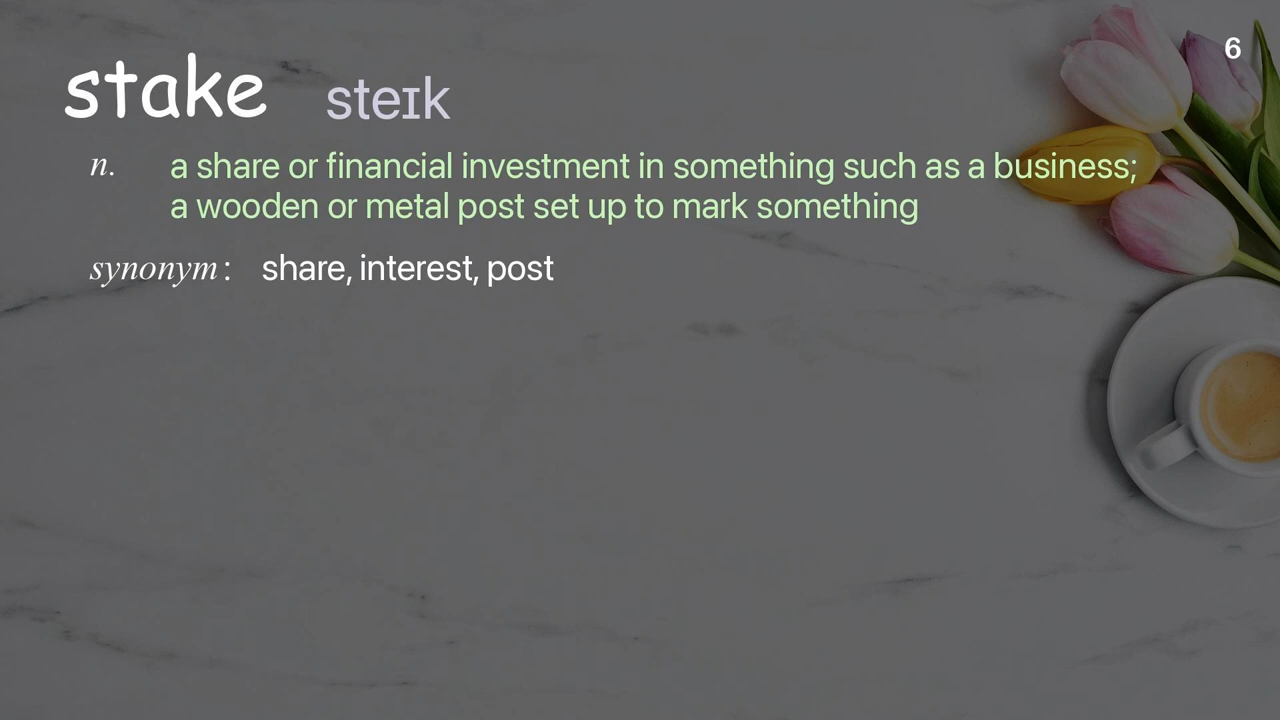 6
stake steɪk
n. a share or financial investment in something such as a business;
a wooden or metal post set up to mark something
synonym: share, interest, post